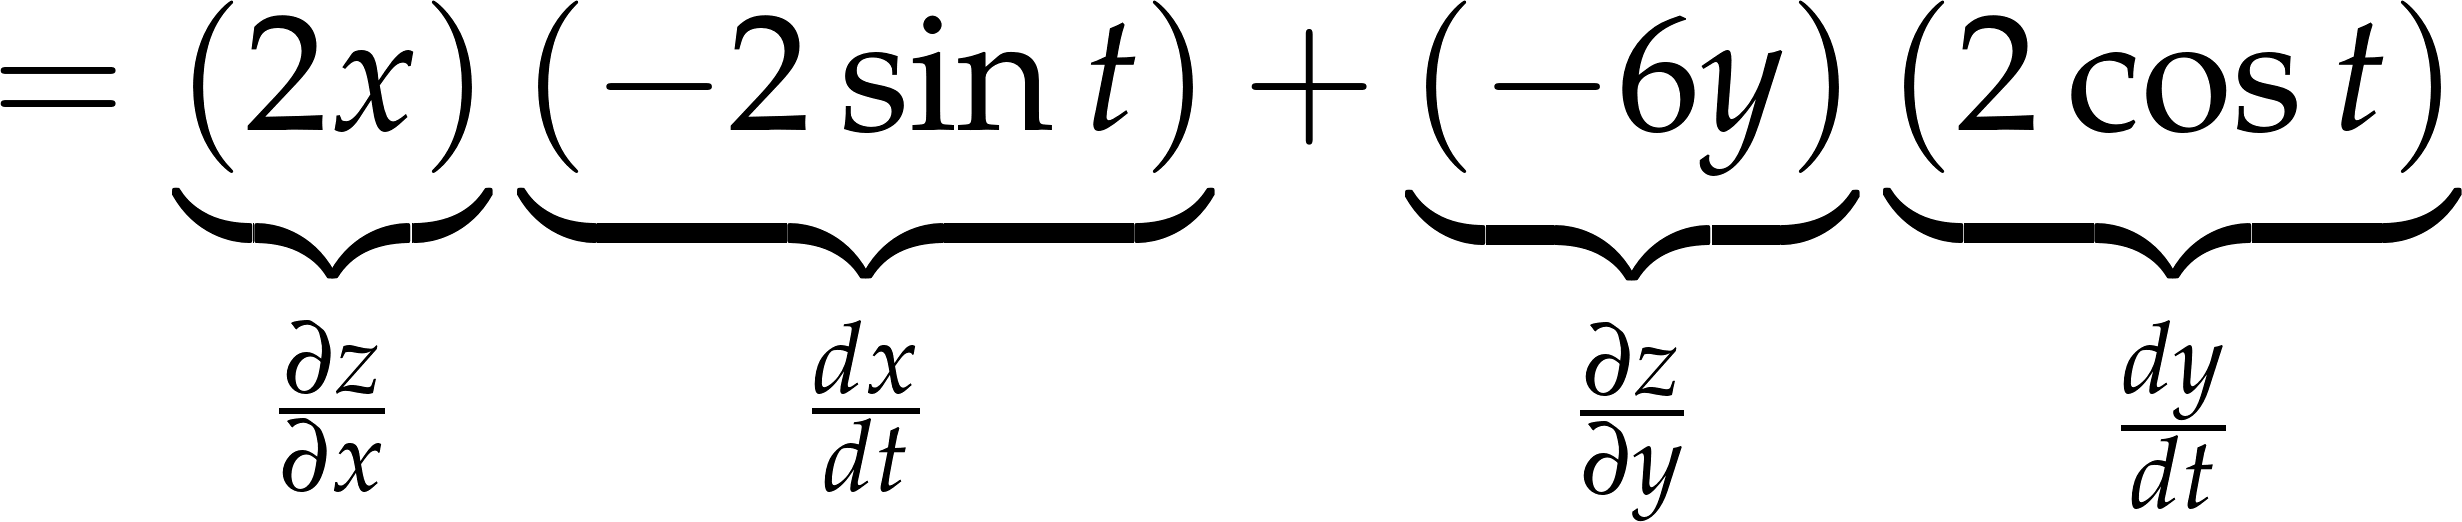 = (2x) (−2 sin t) + (−6y) (2 cos t)
∂z/∂x dx/dt ∂z/∂y dy/dt